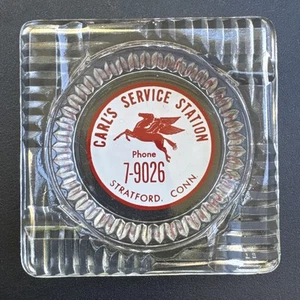 CARL'S SERVICE STATION
Phone
7-9026
STRATFORD, CONN.